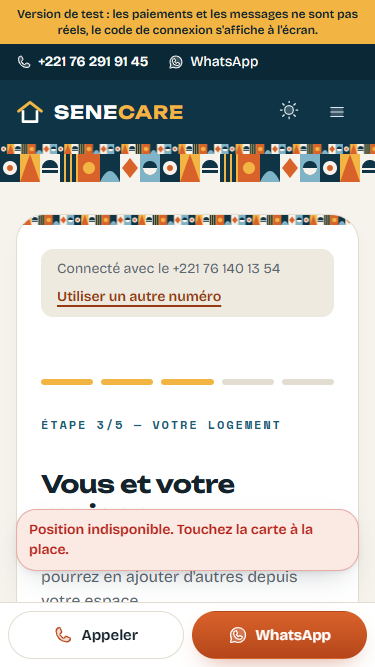 Version de test : les paiements et les messages ne sont pas
réels, le code de connexion s'affiche à l'écran.
+221 76 291 91 45
WhatsApp
SENECARE
Connecté avec le +221 76 140 13 54
Utiliser un autre numéro
ÉTAPE 3/5 — VOTRE LOGEMENT
Vous et votre
Position indisponible. Touchez la carte à la
place.
pourrez en ajouter d'autres depuis
votre espace
Appeler
WhatsApp